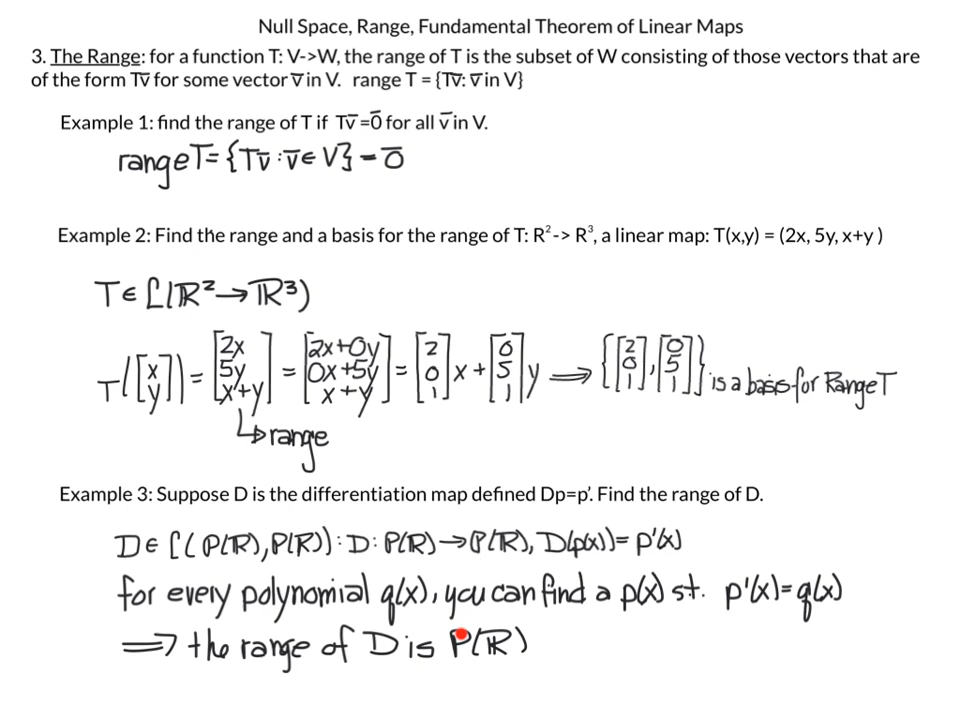 Null Space, Range, Fundamental Theorem of Linear Maps
3. The Range: for a function T: V->W, the range of T is the subset of W consisting of those vectors that are
of the form Tv̅ for some vector v̅ in V. range T = {Tv̅: v̅ in V}
Example 1: find the range of T if Tv̅=0̅ for all v̅ in V.
rangeT= {Tv̅ : v̅ ∈ V} = 0̅
Example 2: Find the range and a basis for the range of T: R²-> R³, a linear map: T(x,y) = (2x, 5y, x+y )
T∈ L(ℝ²→ℝ³)
T([x y]) = [2x 5y x+y] = [2x+0y 0x+5y x+y] = [2 0 1]x + [0 5 1]y ⟹ {[2 0 1], [0 5 1]} is a basis for Range T
↳ range
Example 3: Suppose D is the differentiation map defined Dp=p'. Find the range of D.
D∈ L(P(ℝ),P(ℝ)) : D: P(ℝ)→P(ℝ), D(p(x))= p'(x)
for every polynomial q(x), you can find a p(x) st. p'(x)=q(x)
⟹ the range of D is P(ℝ)